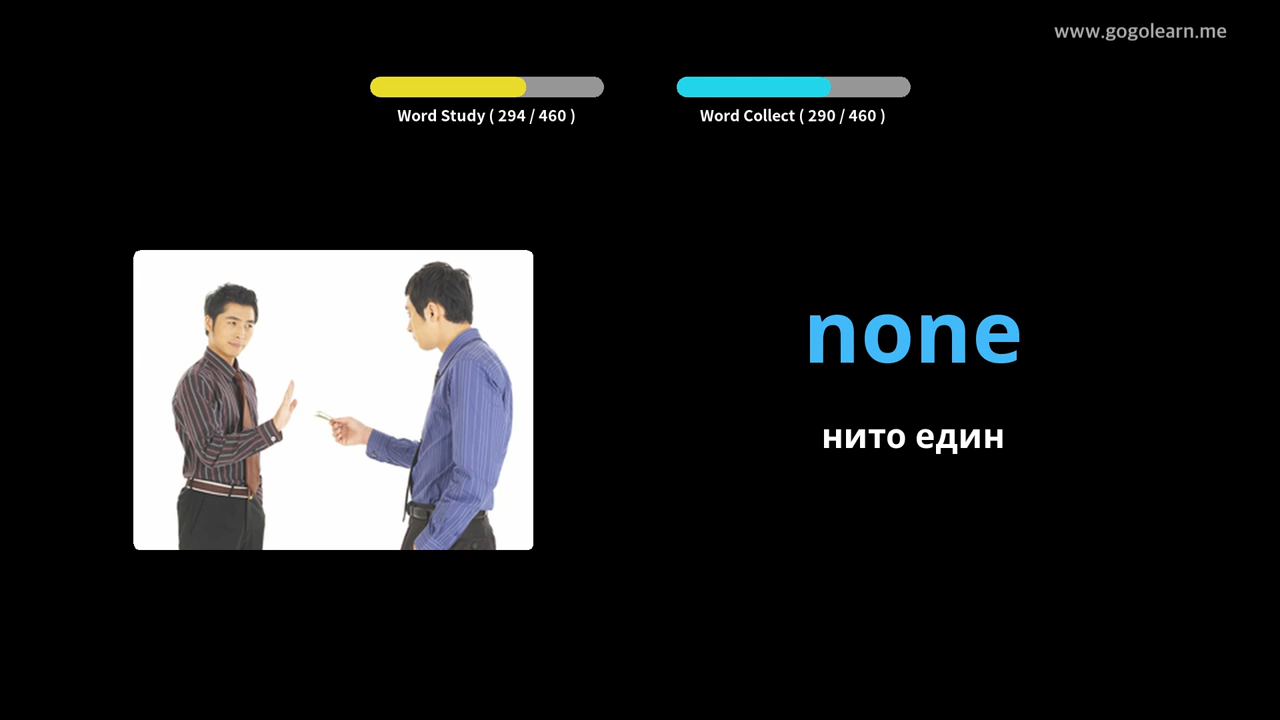 www.gogolearn.me
Word Study ( 294 / 460 )
Word Collect ( 290 / 460 )
none
нито един